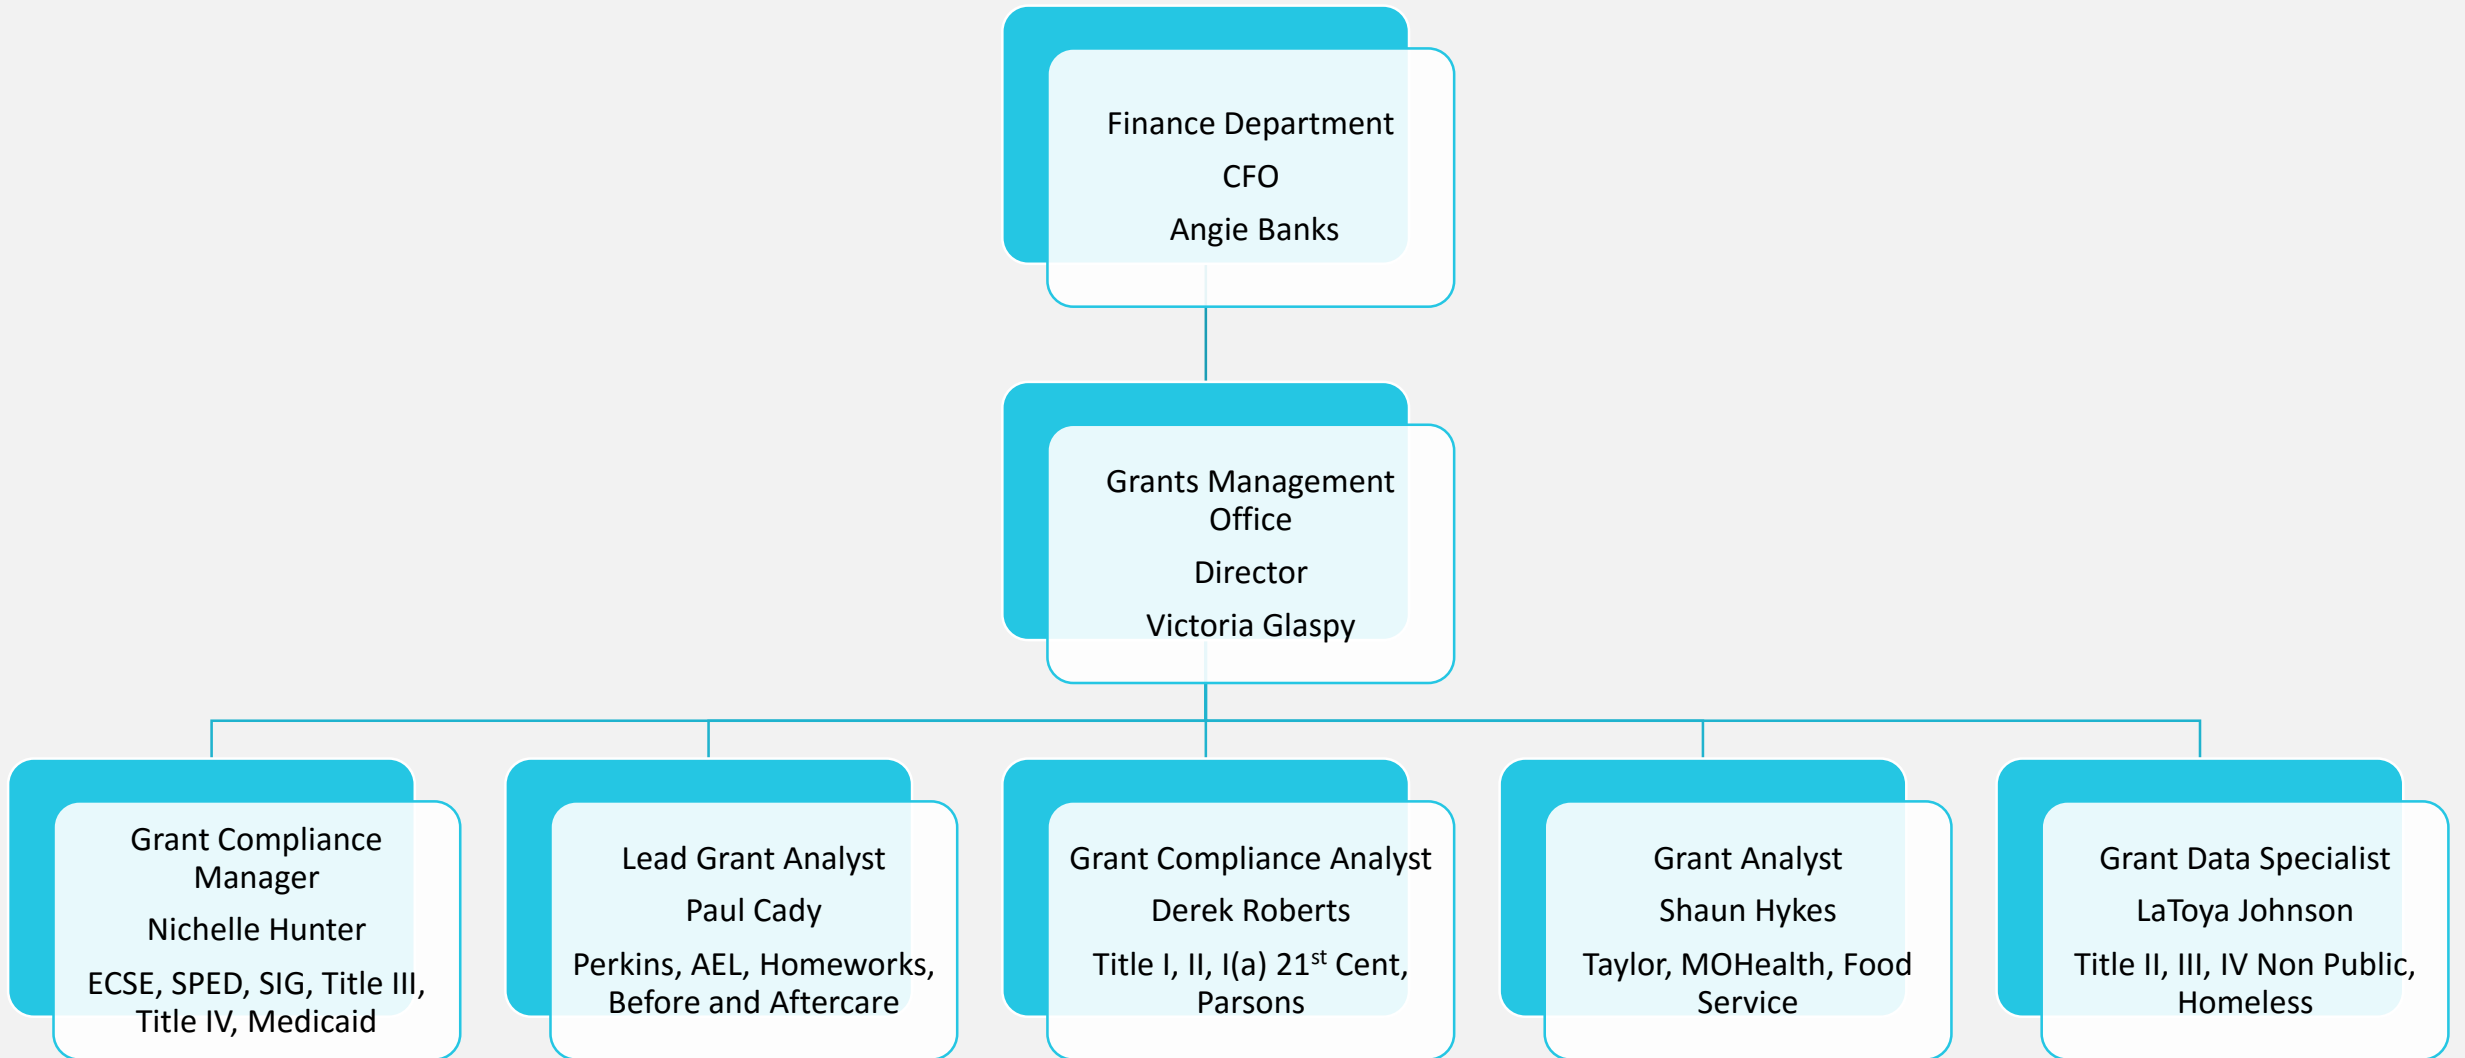 Finance Department
CFO
Angie Banks
Grants Management
Office
Director
Victoria Glaspy
Grant Compliance
Manager
Nichelle Hunter
ECSE, SPED, SIG, Title III,
Title IV, Medicaid
Lead Grant Analyst
Paul Cady
Perkins, AEL, Homeworks,
Before and Aftercare
Grant Compliance Analyst
Derek Roberts
Title I, II, I(a) 21st Cent,
Parsons
Grant Analyst
Shaun Hykes
Taylor, MOHealth, Food
Service
Grant Data Specialist
LaToya Johnson
Title II, III, IV Non Public,
Homeless